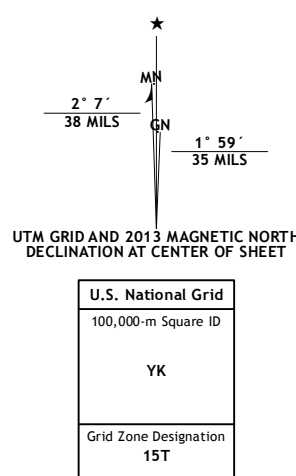 ★
MN
GN
2° 7´
38 MILS
1° 59´
35 MILS
UTM GRID AND 2013 MAGNETIC NORTH
DECLINATION AT CENTER OF SHEET
U.S. National Grid
100,000-m Square ID
YK
Grid Zone Designation
15T